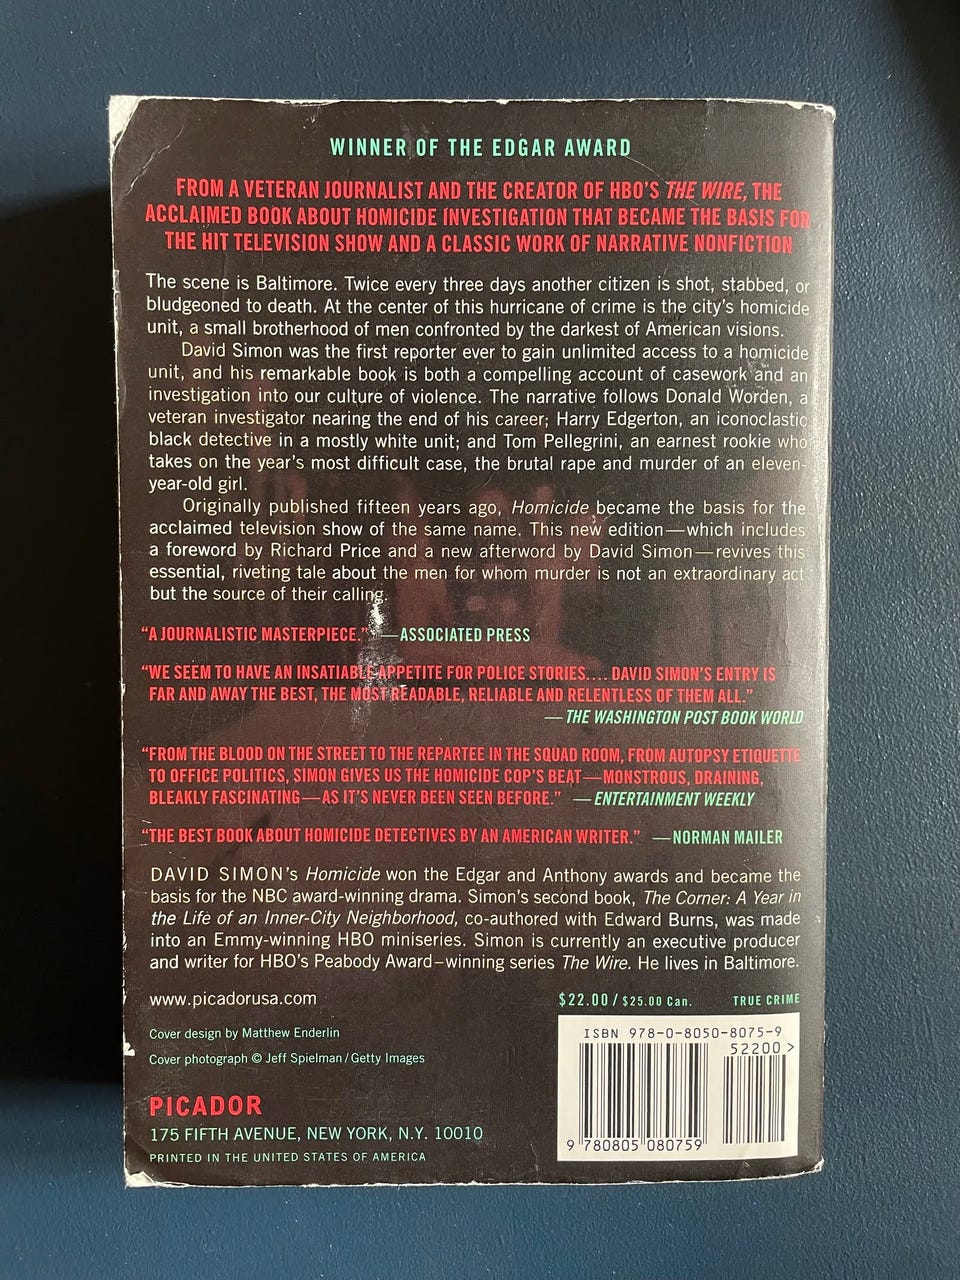 WINNER OF THE EDGAR AWARD
FROM A VETERAN JOURNALIST AND THE CREATOR OF HBO'S THE WIRE, THE
ACCLAIMED BOOK ABOUT HOMICIDE INVESTIGATION THAT BECAME THE BASIS FOR
THE HIT TELEVISION SHOW AND A CLASSIC WORK OF NARRATIVE NONFICTION
The scene is Baltimore. Twice every three days another citizen is shot, stabbed, or
bludgeoned to death. At the center of this hurricane of crime is the city's homicide
unit, a small brotherhood of men confronted by the darkest of American visions.
David Simon was the first reporter ever to gain unlimited access to a homicide
unit, and his remarkable book is both a compelling account of casework and an
investigation into our culture of violence. The narrative follows Donald Worden, a
veteran investigator nearing the end of his career; Harry Edgerton, an iconoclastic
black detective in a mostly white unit; and Tom Pellegrini, an earnest rookie who
takes on the year's most difficult case, the brutal rape and murder of an eleven-
year-old girl.
Originally published fifteen years ago, Homicide became the basis for the
acclaimed television show of the same name. This new edition—which includes
a foreword by Richard Price and a new afterword by David Simon—revives this
essential, riveting tale about the men for whom murder is not an extraordinary act
but the source of their calling.
"A JOURNALISTIC MASTERPIECE." —ASSOCIATED PRESS
"WE SEEM TO HAVE AN INSATIABLE APPETITE FOR POLICE STORIES.... DAVID SIMON'S ENTRY IS
FAR AND AWAY THE BEST, THE MOST READABLE, RELIABLE AND RELENTLESS OF THEM ALL."
—THE WASHINGTON POST BOOK WORLD
"FROM THE BLOOD ON THE STREET TO THE REPARTEE IN THE SQUAD ROOM, FROM AUTOPSY ETIQUETTE
TO OFFICE POLITICS, SIMON GIVES US THE HOMICIDE COP'S BEAT—MONSTROUS, DRAINING,
BLEAKLY FASCINATING—AS IT'S NEVER BEEN SEEN BEFORE." —ENTERTAINMENT WEEKLY
"THE BEST BOOK ABOUT HOMICIDE DETECTIVES BY AN AMERICAN WRITER." —NORMAN MAILER
DAVID SIMON's Homicide won the Edgar and Anthony awards and became the
basis for the NBC award-winning drama. Simon's second book, The Corner: A Year in
the Life of an Inner-City Neighborhood, co-authored with Edward Burns, was made
into an Emmy-winning HBO miniseries. Simon is currently an executive producer
and writer for HBO's Peabody Award–winning series The Wire. He lives in Baltimore.
www.picadorusa.com
$22.00 / $25.00 Can. TRUE CRIME
Cover design by Matthew Enderlin
Cover photograph © Jeff Spielman / Getty Images
PICADOR
175 FIFTH AVENUE, NEW YORK, N.Y. 10010
PRINTED IN THE UNITED STATES OF AMERICA
ISBN 978-0-8050-8075-9
52200 >
9 780805 080759